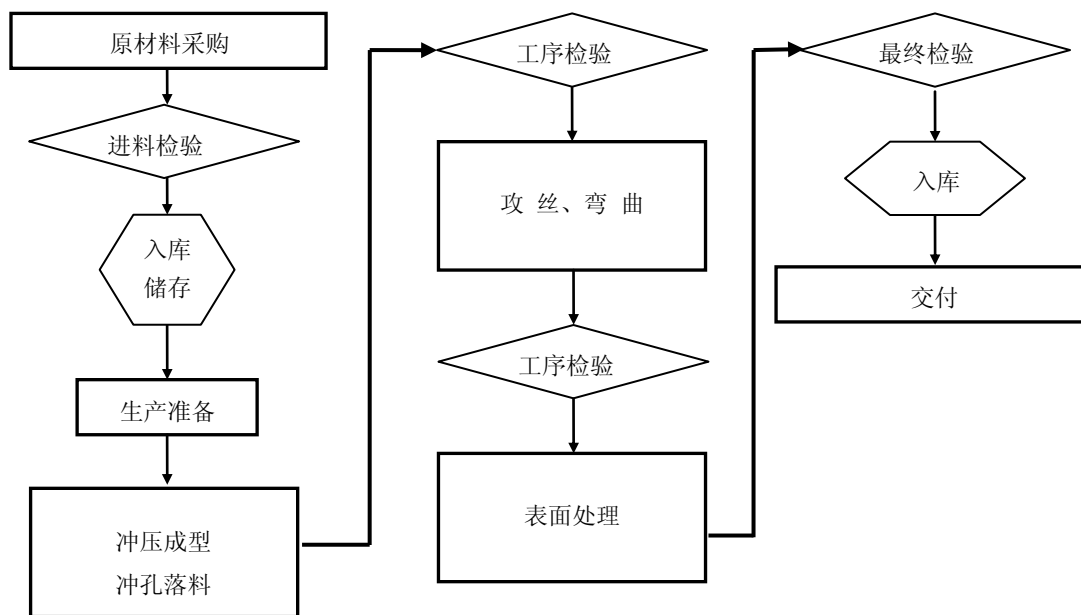 原材料采购
进料检验
入库
储存
生产准备
冲压成型
冲孔落料
工序检验
攻 丝、弯 曲
工序检验
表面处理
最终检验
入库
交付